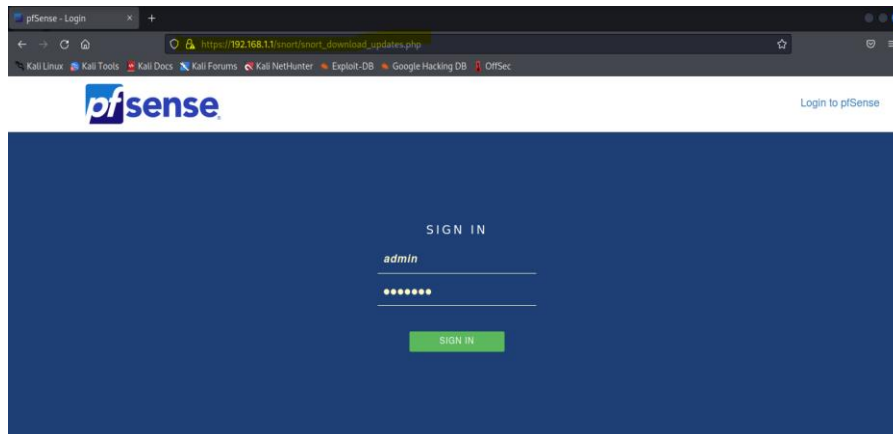 pfSense - Login
https://192.168.1.1/snort/snort_download_updates.php
Kali Linux Kali Tools Kali Docs Kali Forums Kali NetHunter Exploit-DB Google Hacking DB OffSec
pfsense
Login to pfSense
SIGN IN
admin
SIGN IN